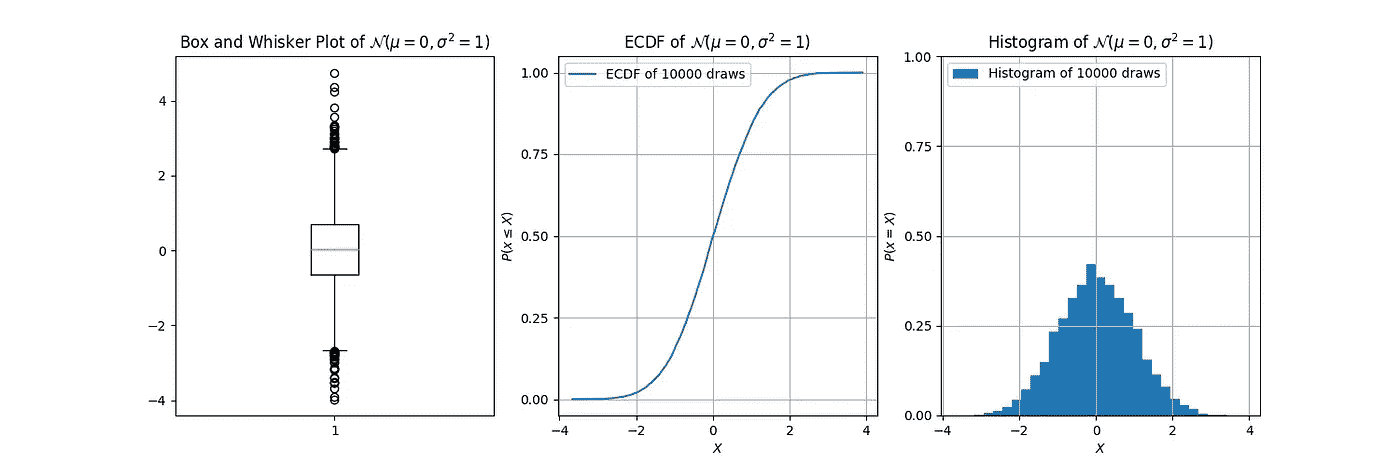 Box and Whisker Plot of 𝒩(μ = 0, σ² = 1)
4
2
0
−2
−4
1
ECDF of 𝒩(μ = 0, σ² = 1)
ECDF of 10000 draws
P(x ≤ X)
1.00
0.75
0.50
0.25
0.00
−4 −2 0 2 4
X
Histogram of 𝒩(μ = 0, σ² = 1)
Histogram of 10000 draws
P(x = X)
1.00
0.75
0.50
0.25
0.00
−4 −2 0 2 4
X